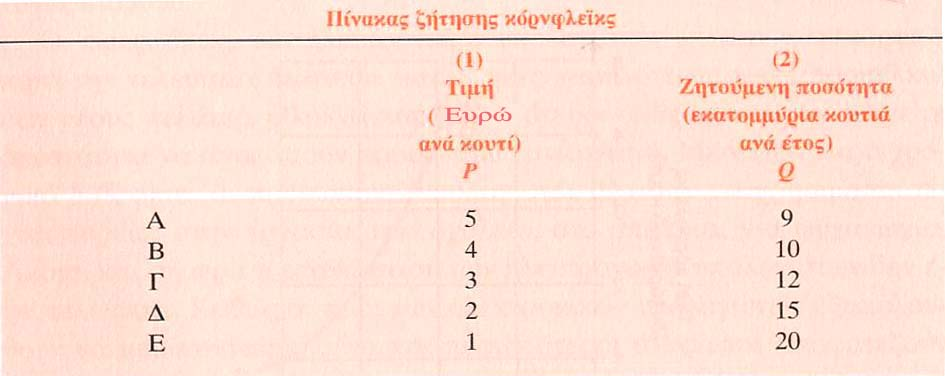 Πίνακας ζήτησης κόρνφλεϊκς
(1) (2)
Τιμή Ζητούμενη ποσότητα
( Ευρώ (εκατομμύρια κουτιά
ανά κουτί) ανά έτος)
P Q
Α 5 9
Β 4 10
Γ 3 12
Δ 2 15
Ε 1 20